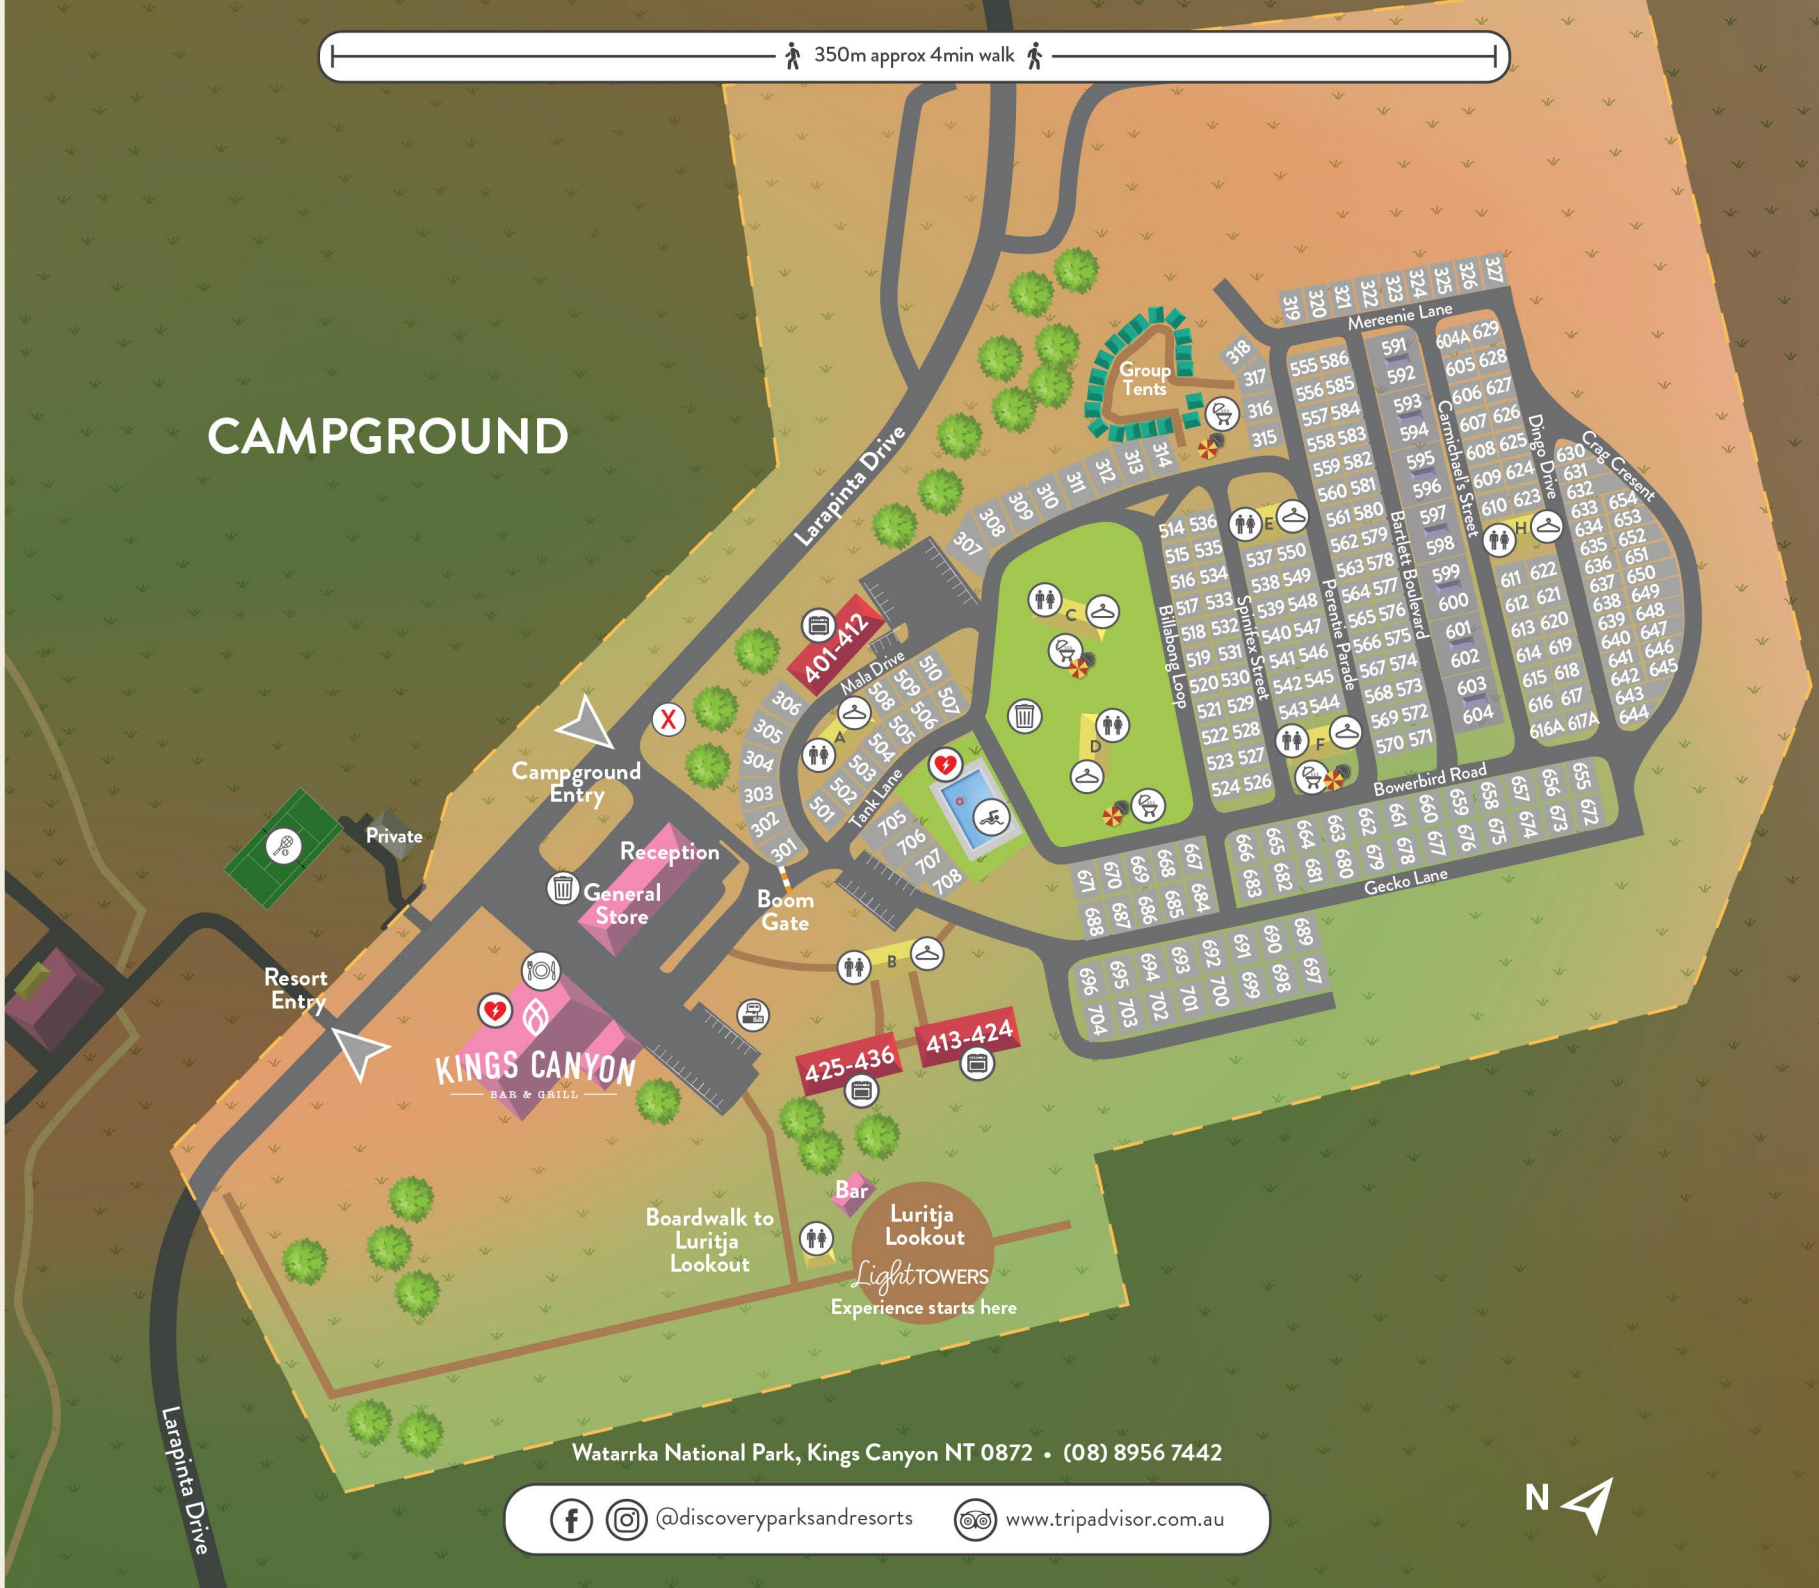 350m approx 4min walk
CAMPGROUND
Larapinta Drive
Group
Tents
319 320 321 322 323 324 325 326 327
Mereenie Lane
318
317
316
315
307 308 309 310 311 312 313 314
555 586
556 585
557 584
558 583
559 582
560 581
561 580
562 579
563 578
564 577
565 576
566 575
567 574
568 573
569 572
570 571
591
592
593
594
595
596
597
598
599
600
601
602
603
604
604A 629
605 628
606 627
607 626
608 625
609 624
610 623
H
611 622
612 621
613 620
614 619
615 618
616 617
616A 617A
Carmichael's Street
Dingo Drive
Crag Cresent
Bartlett Boulevard
Perentie Parade
Spinifex Street
Billabong Loop
630
631
632
633 654
634 653
635 652
636 651
637 650
638 649
639 648
640 647
641 646
642 645
643
644
514 536
515 535
516 534
517 533
518 532
519 531
520 530
521 529
522 528
523 527
524 526
E
537 550
538 549
539 548
540 547
541 546
542 545
543 544
F
C
D
401-412
Mala Drive
306
305
304
303
302
301
A
508 509 510
505 506 507
501 502 503 504
Tank Lane
705
706
707
708
X
Campground
Entry
Private
Reception
General
Store
Boom
Gate
Bowerbird Road
666 665 664 663 662 661 660 659 658 657 656 655
683 682 681 680 679 678 677 676 675 674 673 672
Gecko Lane
671 670 669 668 667
688 687 686 685 684
696 695 694 693 692 691 690 689
704 703 702 701 700 699 698 697
Resort
Entry
B
KINGS CANYON
BAR & GRILL
425-436
413-424
Bar
Boardwalk to
Luritja
Lookout
Luritja
Lookout
Light TOWERS
Experience starts here
Larapinta Drive
Watarrka National Park, Kings Canyon NT 0872 • (08) 8956 7442
@discoveryparksandresorts
www.tripadvisor.com.au
N